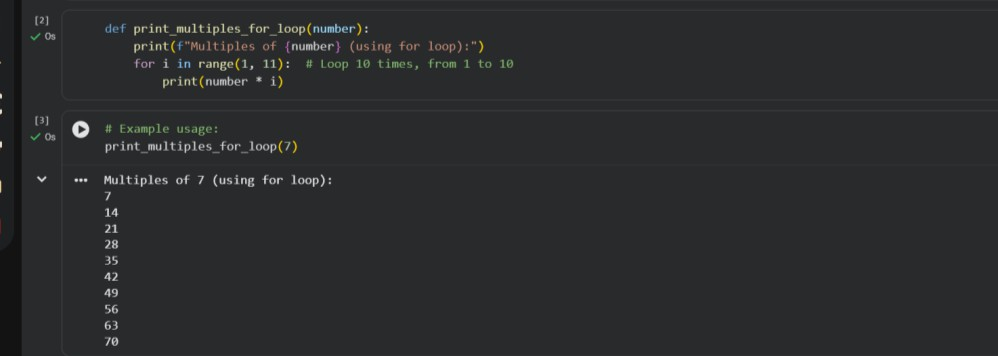 [2]
0s
def print_multiples_for_loop(number):
    print(f"Multiples of {number} (using for loop):")
    for i in range(1, 11):  # Loop 10 times, from 1 to 10
        print(number * i)
[3]
0s
# Example usage:
print_multiples_for_loop(7)
Multiples of 7 (using for loop):
7
14
21
28
35
42
49
56
63
70